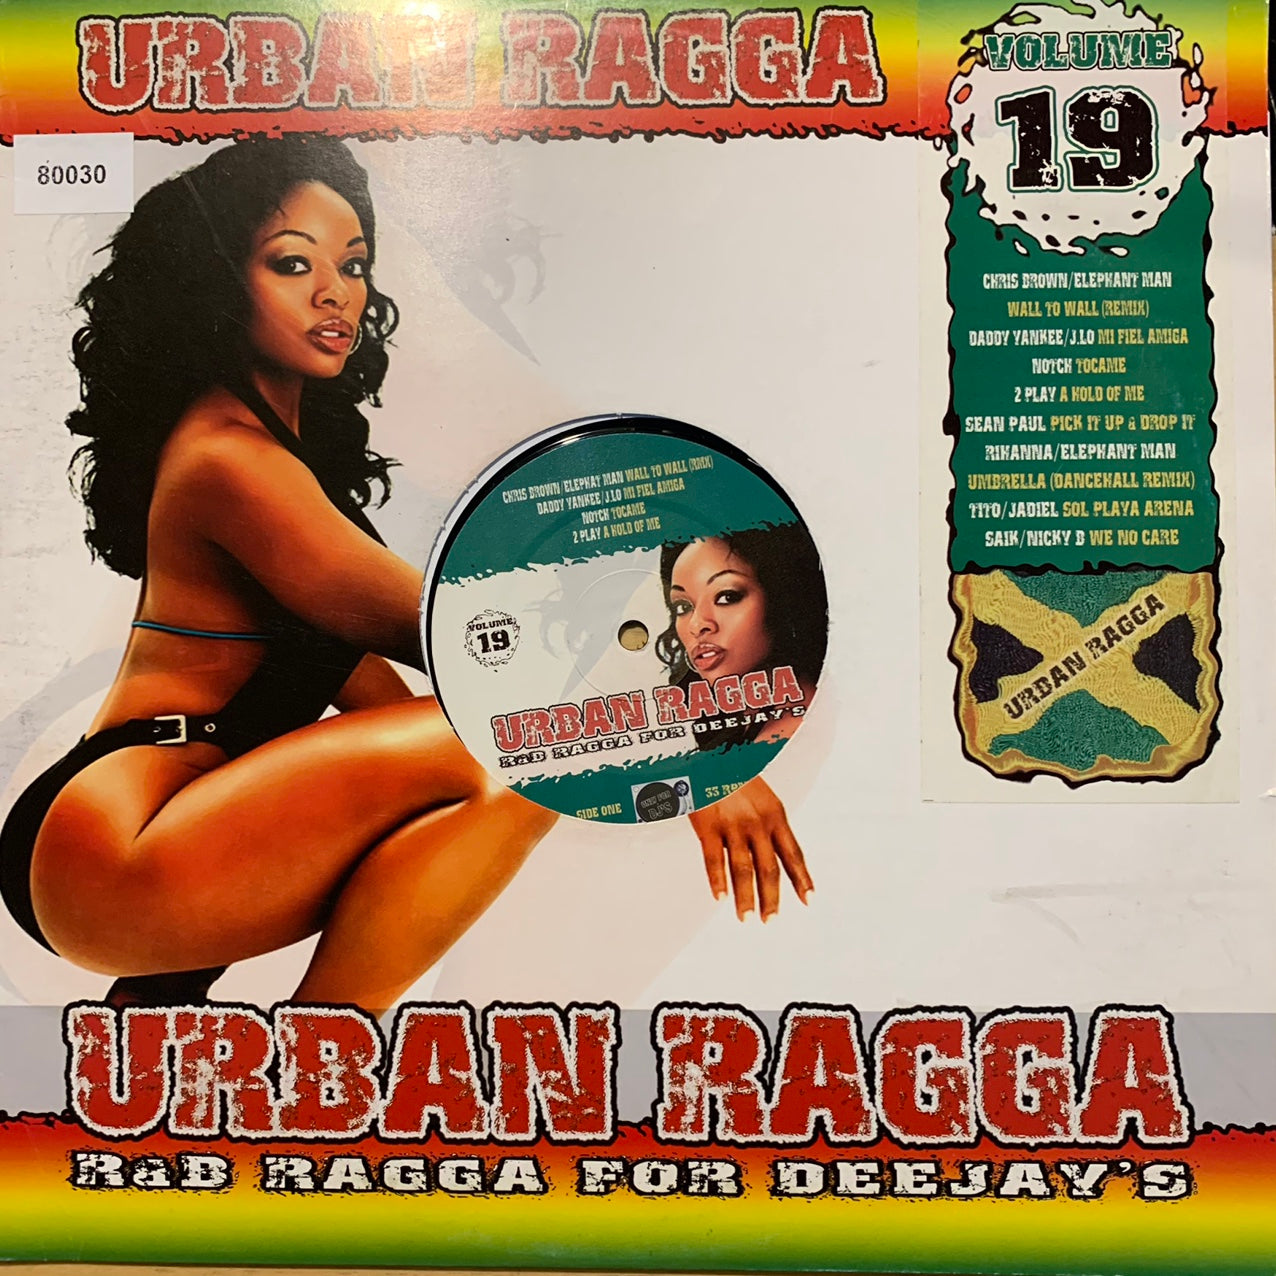 URBAN RAGGA
VOLUME
19
80030
CHRIS BROWN/ELEPHANT MAN
WALL TO WALL (REMIX)
DADDY YANKEE/J.LO MI FIEL AMIGA
NOTCH TOCAME
2 PLAY A HOLD OF ME
SEAN PAUL PICK IT UP & DROP IT
RIHANNA/ELEPHANT MAN
UMBRELLA (DANCEHALL REMIX)
TITO/JADIEL SOL PLAYA ARENA
SAIK/NICKY B WE NO CARE
URBAN RAGGA
CHRIS BROWN/ELEPHAT MAN WALL TO WALL (RMX)
DADDY YANKEE/J.LO MI FIEL AMIGA
NOTCH TOCAME
2 PLAY A HOLD OF ME
VOLUME
19
URBAN RAGGA
R&B RAGGA FOR DEEJAY'S
SIDE ONE
ONLY FOR
DJ'S
33
URBAN RAGGA
R&B RAGGA FOR DEEJAY'S